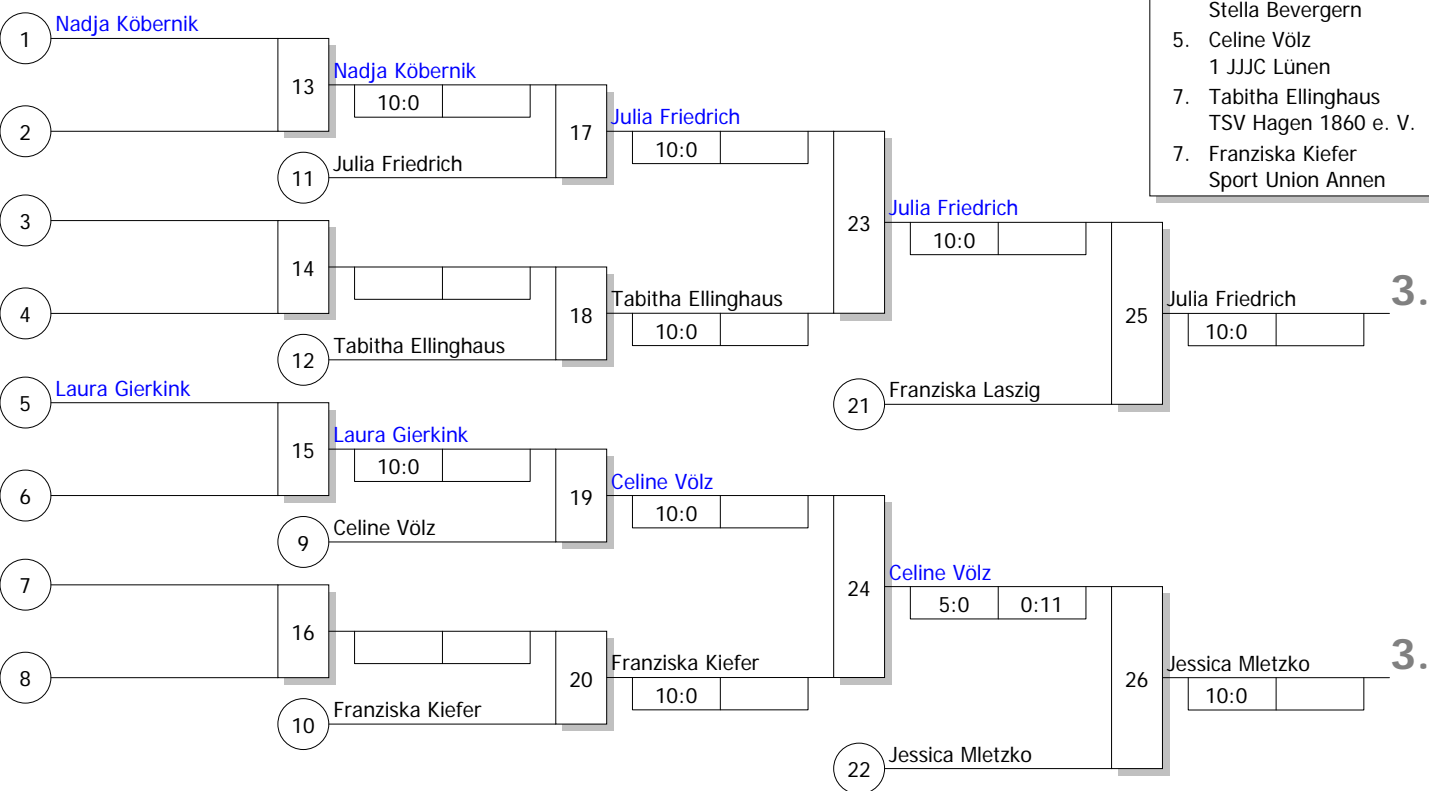 Stella Bevergern
5. Celine Völz
1 JJJC Lünen
7. Tabitha Ellinghaus
TSV Hagen 1860 e. V.
7. Franziska Kiefer
Sport Union Annen
1 Nadja Köbernik
13 Nadja Köbernik
10:0
2
17 Julia Friedrich
10:0
11 Julia Friedrich
3
23 Julia Friedrich
10:0
14
4
18 Tabitha Ellinghaus
10:0
12 Tabitha Ellinghaus
25 Julia Friedrich 3.
10:0
5 Laura Gierkink
21 Franziska Laszig
15 Laura Gierkink
10:0
6
19 Celine Völz
10:0
9 Celine Völz
7
24 Celine Völz
5:0 0:11
16
8
20 Franziska Kiefer
10:0
10 Franziska Kiefer
26 Jessica Mletzko 3.
10:0
22 Jessica Mletzko